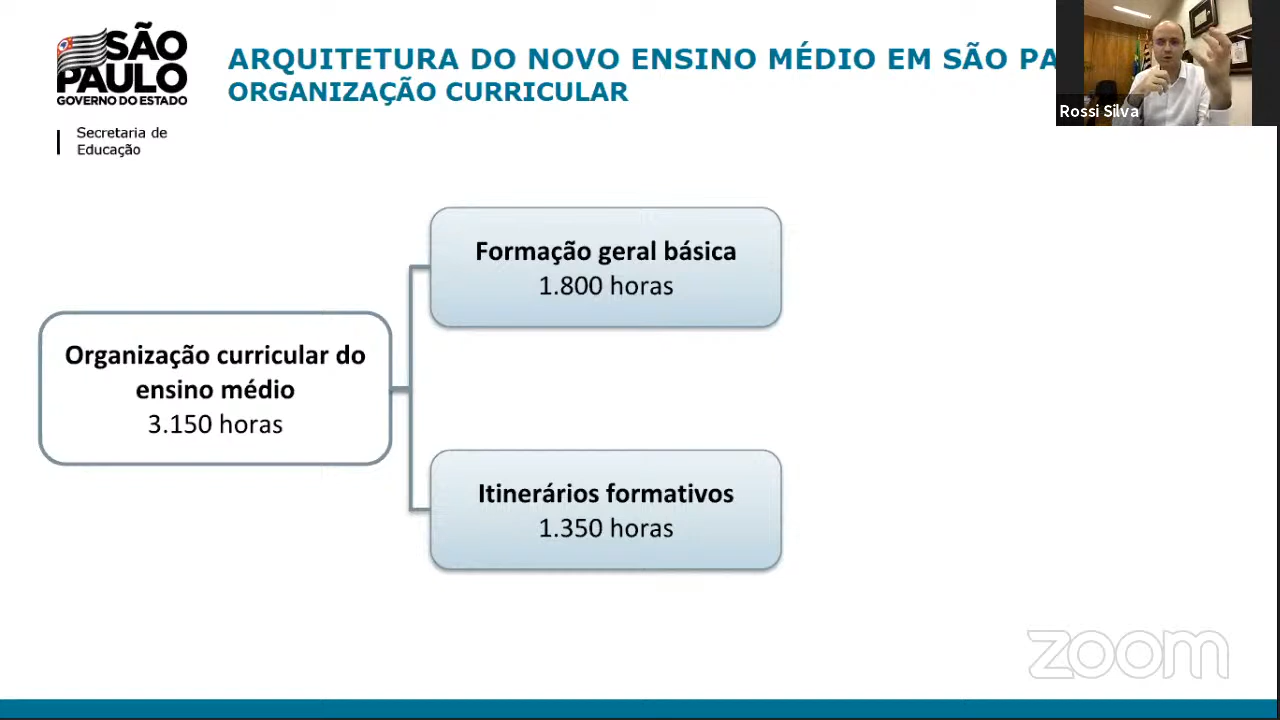 SÃO
PAULO
GOVERNO DO ESTADO
Secretaria de
Educação
ARQUITETURA DO NOVO ENSINO MÉDIO EM SÃO PA
ORGANIZAÇÃO CURRICULAR
Rossi Silva
Formação geral básica
1.800 horas
Organização curricular do
ensino médio
3.150 horas
Itinerários formativos
1.350 horas
zoom